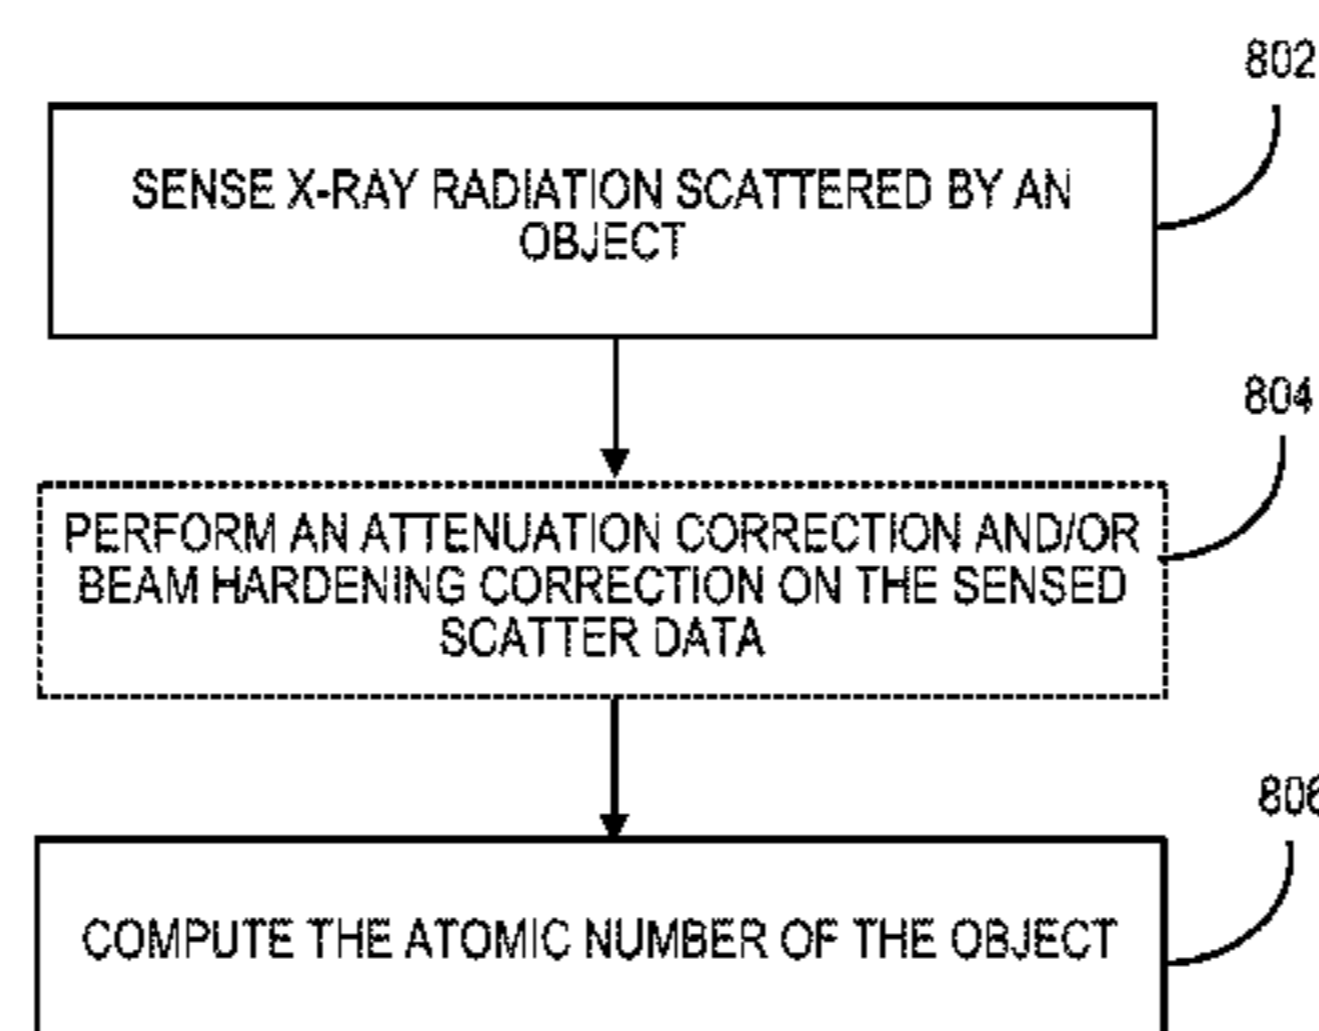 802
SENSE X-RAY RADIATION SCATTERED BY AN
OBJECT
804
PERFORM AN ATTENUATION CORRECTION AND/OR
BEAM HARDENING CORRECTION ON THE SENSED
SCATTER DATA
806
COMPUTE THE ATOMIC NUMBER OF THE OBJECT